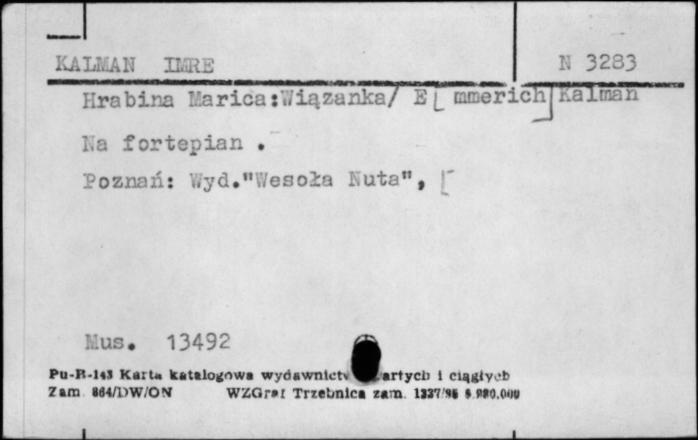 KALMAN IMRE N 3283
Hrabina Marica:Wiązanka/ E[mmerich] Kalman
Na fortepian .
Poznań: Wyd."Wesoła Nuta", [
Mus. 13492
Pu-R-143 Karta katalogowa wydawnictw artych i ciągłych
Zam. 864/DW/ON WZGraf Trzebnica zam.